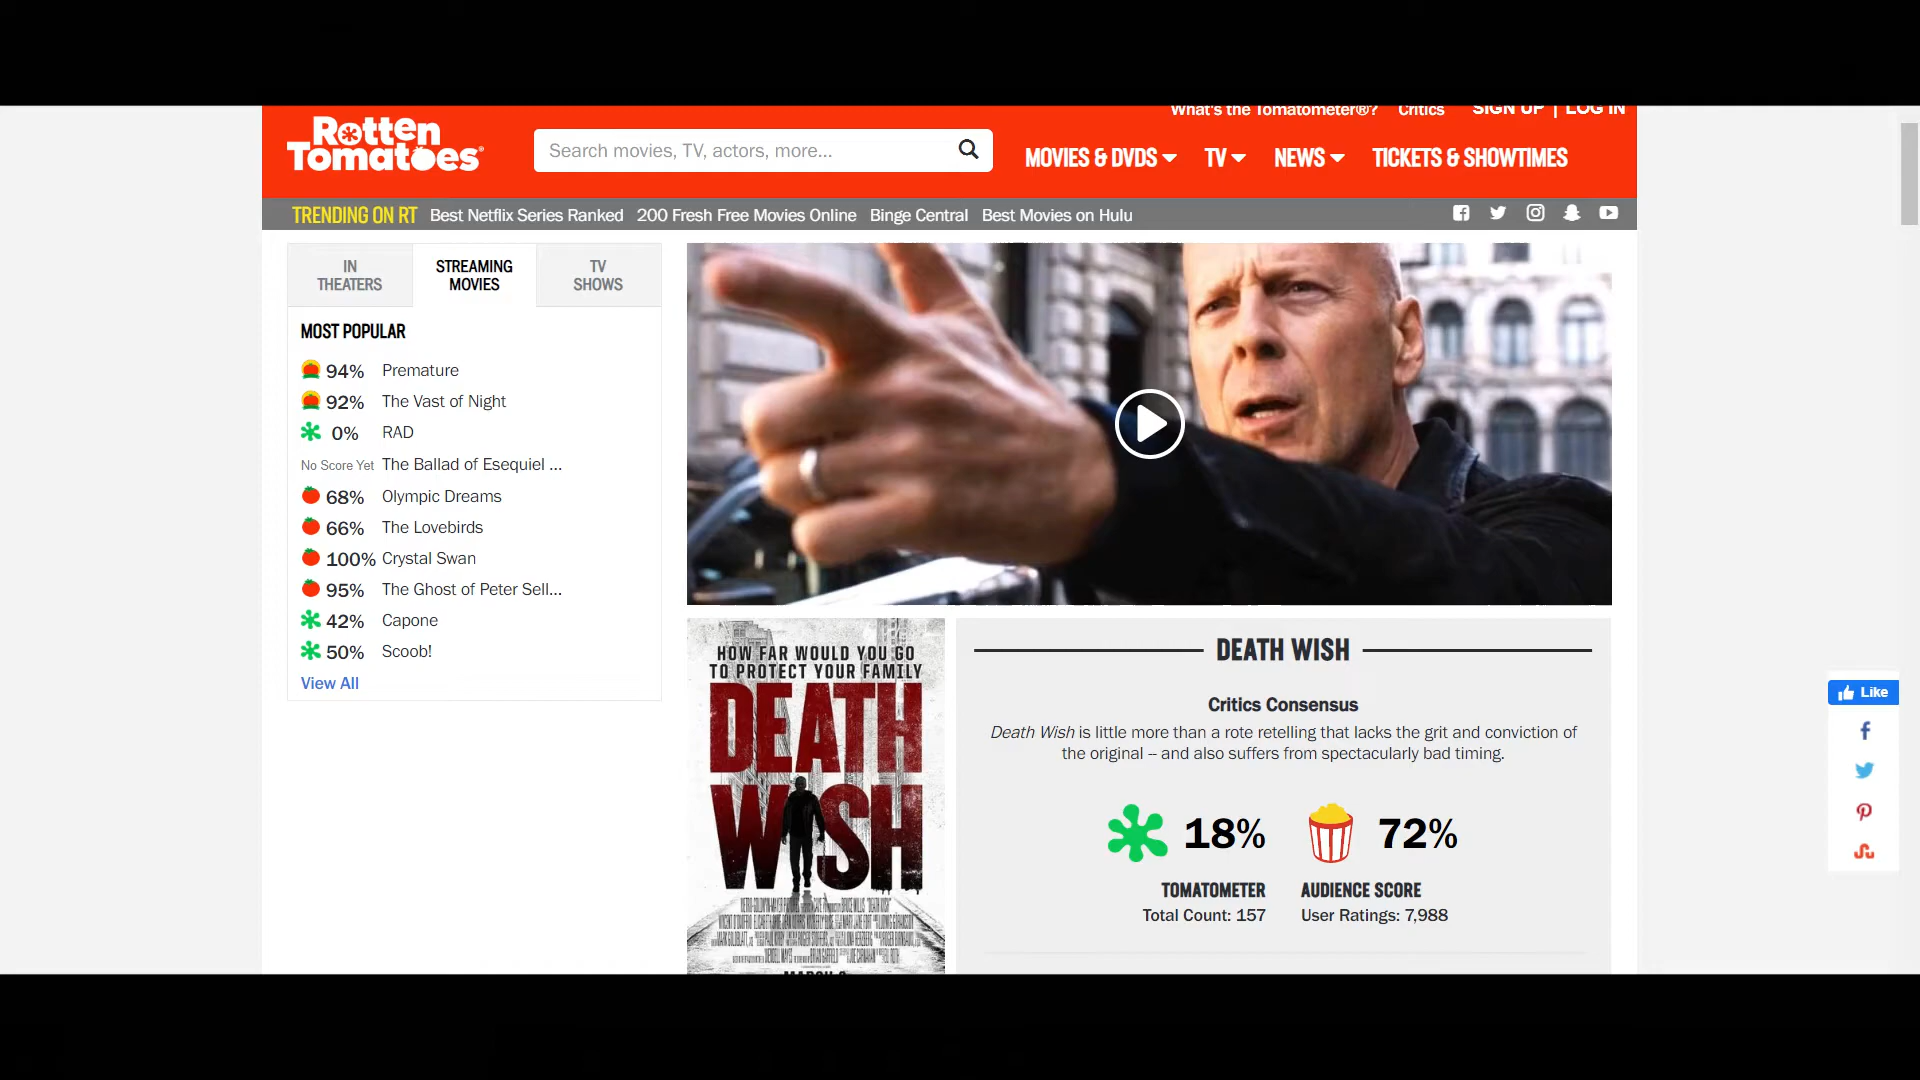 What's the Tomatometer®? Critics SIGN UP | LOG IN
Rotten
Tomatoes®
Search movies, TV, actors, more...
MOVIES & DVDS TV NEWS TICKETS & SHOWTIMES
TRENDING ON RT Best Netflix Series Ranked 200 Fresh Free Movies Online Binge Central Best Movies on Hulu
IN
THEATERS
STREAMING
MOVIES
TV
SHOWS
MOST POPULAR
94% Premature
92% The Vast of Night
0% RAD
No Score Yet The Ballad of Esequiel ...
68% Olympic Dreams
66% The Lovebirds
100% Crystal Swan
95% The Ghost of Peter Sell...
42% Capone
50% Scoob!
View All
HOW FAR WOULD YOU GO
TO PROTECT YOUR FAMILY
DEATH
WISH
DEATH WISH
Critics Consensus
Death Wish is little more than a rote retelling that lacks the grit and conviction of
the original -- and also suffers from spectacularly bad timing.
18% 72%
TOMATOMETER
Total Count: 157
AUDIENCE SCORE
User Ratings: 7,988
Like